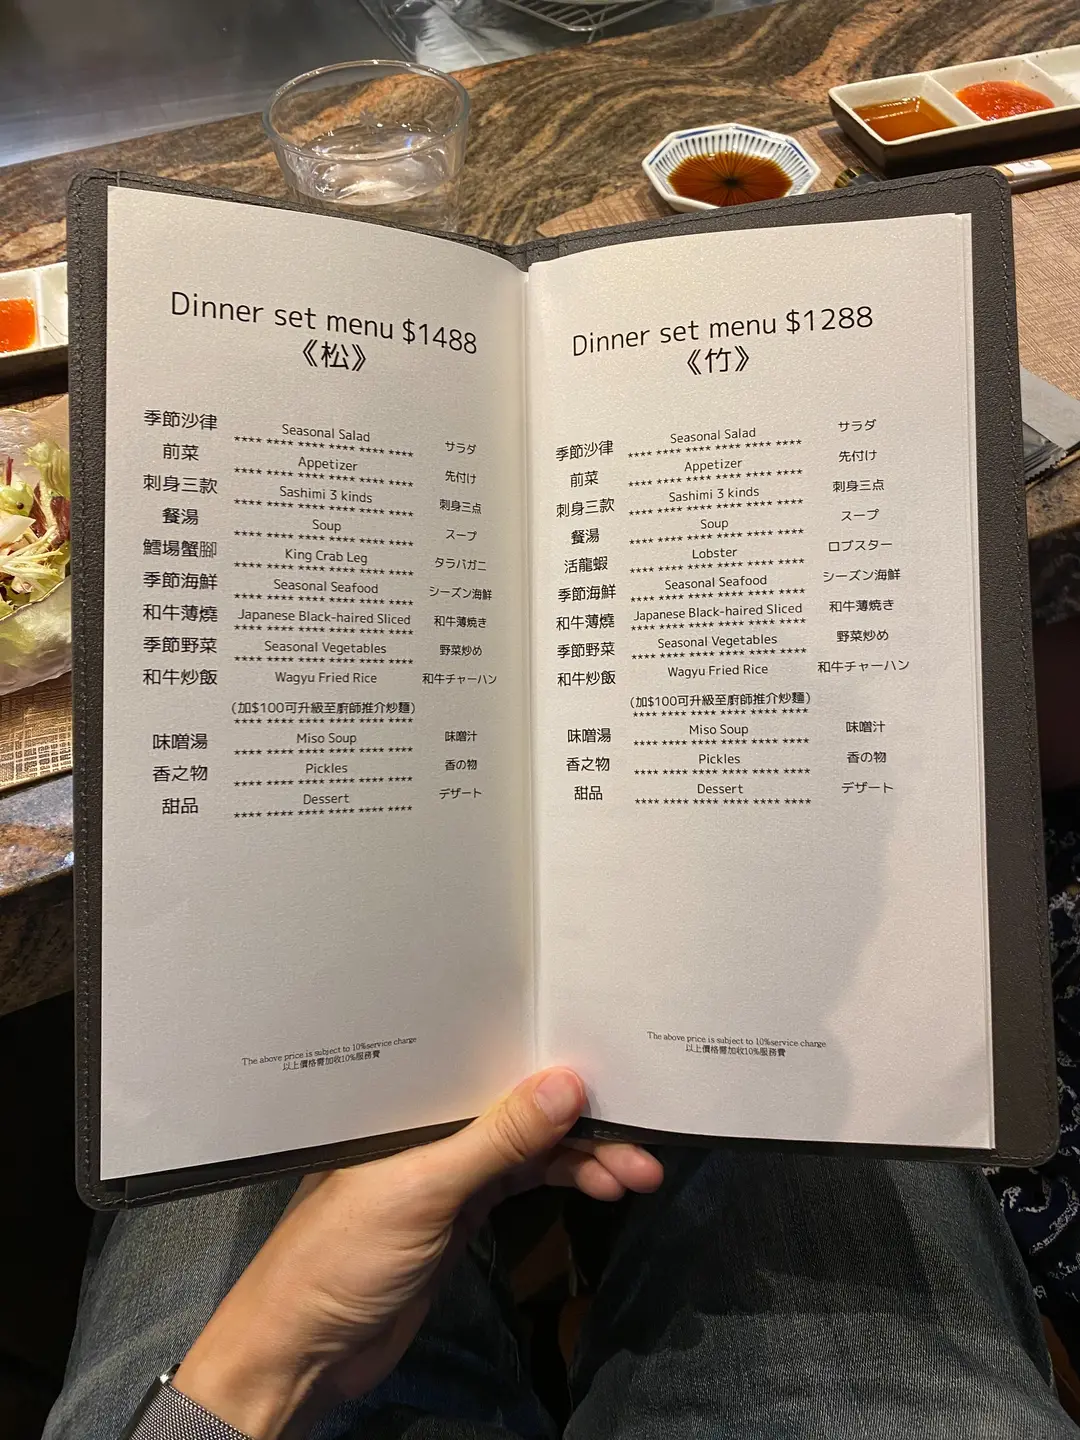 Dinner set menu $1488
《松》
季節沙律 Seasonal Salad サラダ
**** **** **** **** **** **** ****
前菜 Appetizer 先付け
**** **** **** **** **** **** ****
刺身三款 Sashimi 3 kinds 刺身三点
**** **** **** **** **** **** ****
餐湯 Soup スープ
**** **** **** **** **** **** ****
鱈場蟹腳 King Crab Leg タラバガニ
**** **** **** **** **** **** ****
季節海鮮 Seasonal Seafood シーズン海鮮
**** **** **** **** **** **** ****
和牛薄燒 Japanese Black-haired Sliced 和牛薄焼き
**** **** **** **** **** **** ****
季節野菜 Seasonal Vegetables 野菜炒め
**** **** **** **** **** **** ****
和牛炒飯 Wagyu Fried Rice 和牛チャーハン
(加$100可升級至廚師推介炒麵)
**** **** **** **** **** **** ****
味噌湯 Miso Soup 味噌汁
**** **** **** **** **** **** ****
香之物 Pickles 香の物
**** **** **** **** **** **** ****
甜品 Dessert デザート
**** **** **** **** **** **** ****
The above price is subject to 10%service charge
以上價格需加收10%服務費
Dinner set menu $1288
《竹》
季節沙律 Seasonal Salad サラダ
**** **** **** **** **** **** ****
前菜 Appetizer 先付け
**** **** **** **** **** **** ****
刺身三款 Sashimi 3 kinds 刺身三点
**** **** **** **** **** **** ****
餐湯 Soup スープ
**** **** **** **** **** **** ****
活龍蝦 Lobster ロブスター
**** **** **** **** **** **** ****
季節海鮮 Seasonal Seafood シーズン海鮮
**** **** **** **** **** **** ****
和牛薄燒 Japanese Black-haired Sliced 和牛薄焼き
**** **** **** **** **** **** ****
季節野菜 Seasonal Vegetables 野菜炒め
**** **** **** **** **** **** ****
和牛炒飯 Wagyu Fried Rice 和牛チャーハン
(加$100可升級至廚師推介炒麵)
**** **** **** **** **** **** ****
味噌湯 Miso Soup 味噌汁
**** **** **** **** **** **** ****
香之物 Pickles 香の物
**** **** **** **** **** **** ****
甜品 Dessert デザート
**** **** **** **** **** **** ****
The above price is subject to 10%service charge
以上價格需加收10%服務費